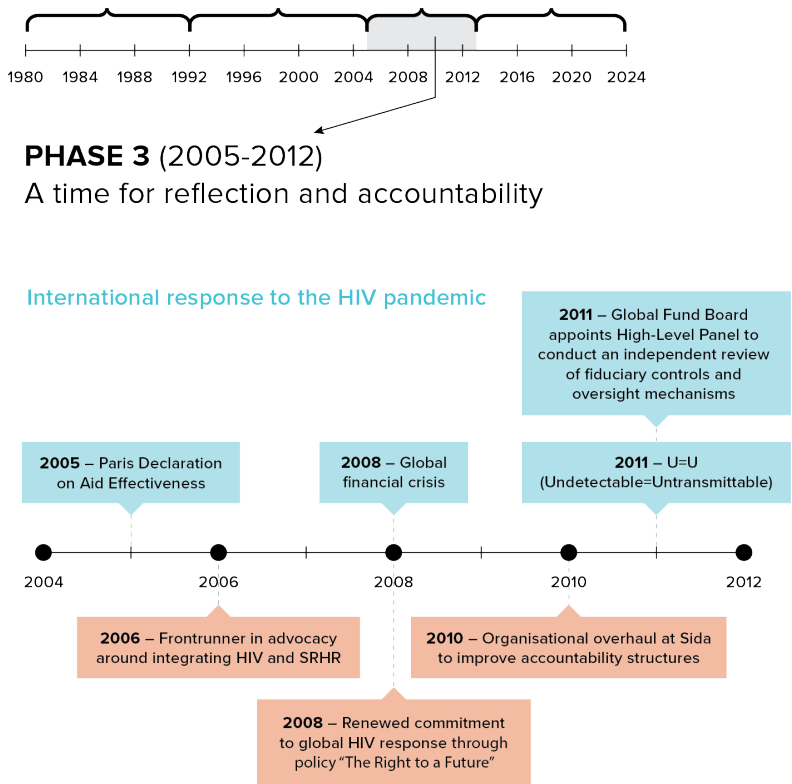 1980 1984 1988 1992 1996 2000 2004 2008 2012 2016 2020 2024
PHASE 3 (2005-2012)
A time for reflection and accountability
International response to the HIV pandemic
2011 – Global Fund Board
appoints High-Level Panel to
conduct an independent review
of fiduciary controls and
oversight mechanisms
2005 – Paris Declaration
on Aid Effectiveness
2008 – Global
financial crisis
2011 – U=U
(Undetectable=Untransmittable)
2004 2006 2008 2010 2012
2006 – Frontrunner in advocacy
around integrating HIV and SRHR
2010 – Organisational overhaul at Sida
to improve accountability structures
2008 – Renewed commitment
to global HIV response through
policy “The Right to a Future”